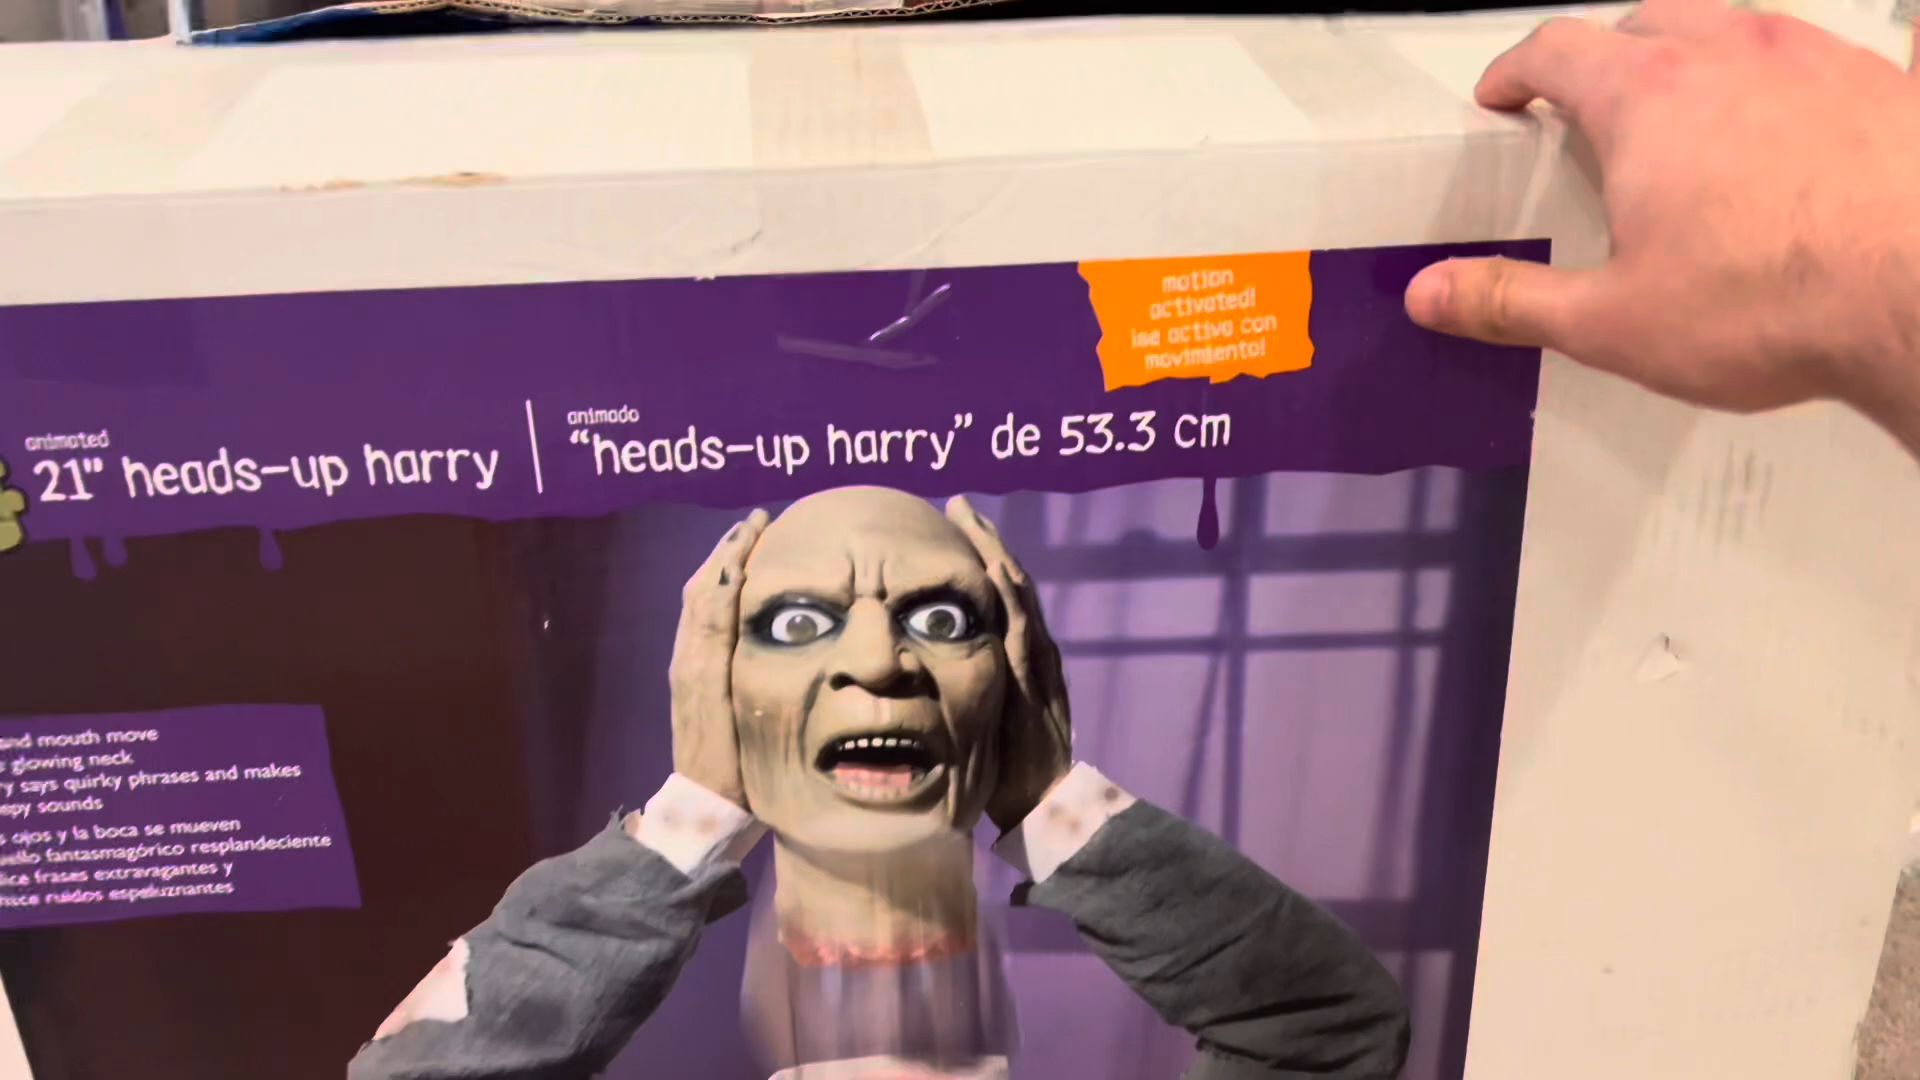 motion
activated!
¡se activa con
movimiento!
animated
21" heads-up harry
animado
“heads-up harry” de 53.3 cm
and mouth move
glowing neck
says quirky phrases and makes
sounds
ojos y la boca se mueven
fantasmagórico resplandeciente
frases extravagantes y
ruidos espeluznantes